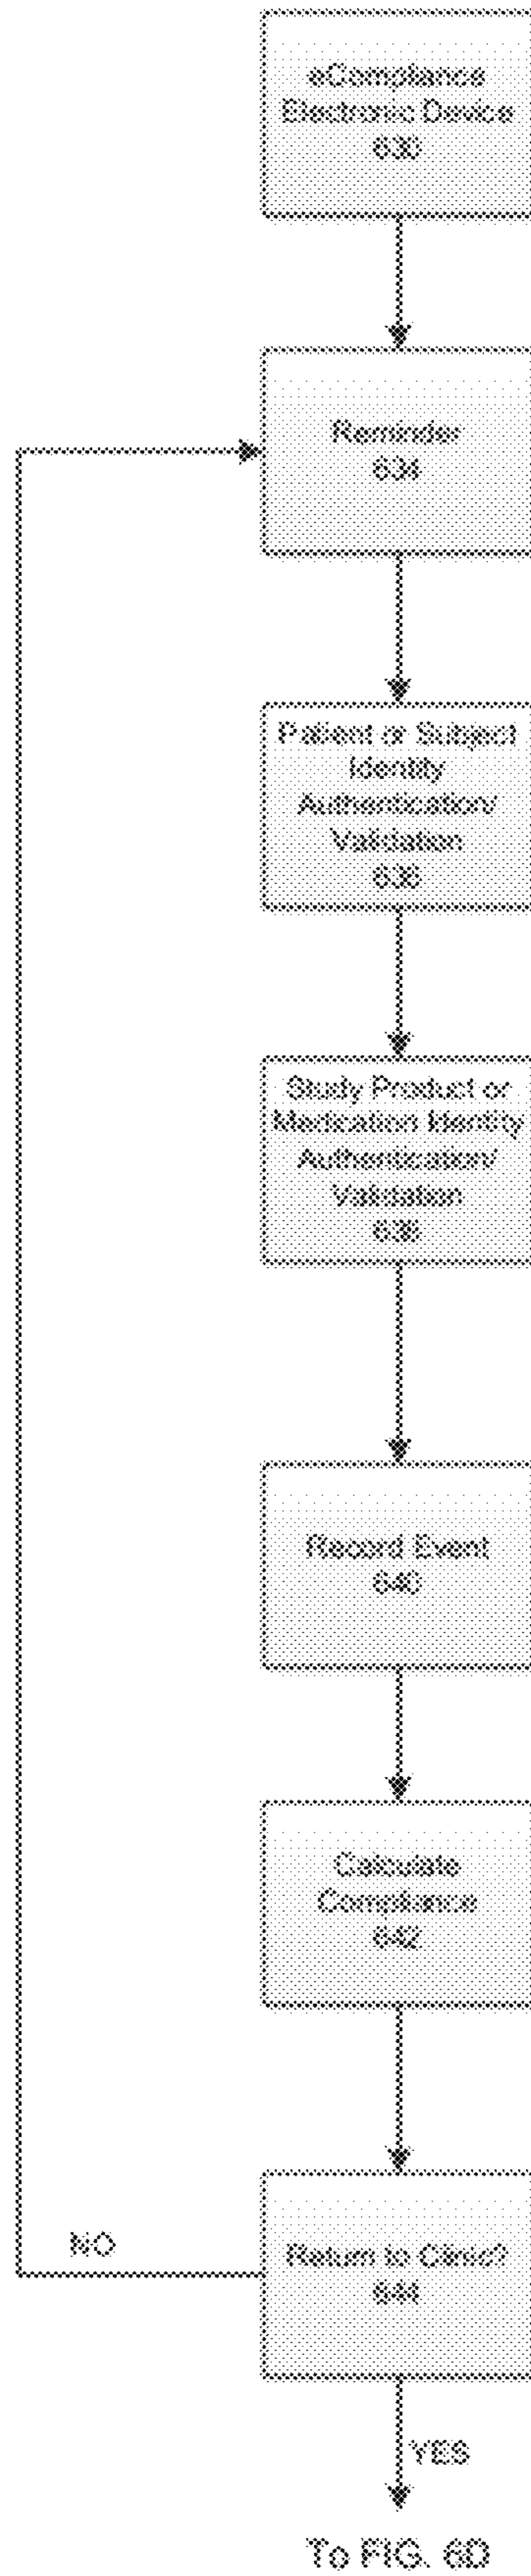 eCompliance
Electronic Device
630
Reminder
634
Patient or Subject
Identity
Authentication/
Validation
636
Study Product or
Medication Identity
Authentication/
Validation
638
Record Event
640
Calculate
Compliance
642
Return to Clinic?
644
NO
YES
To FIG. 6D